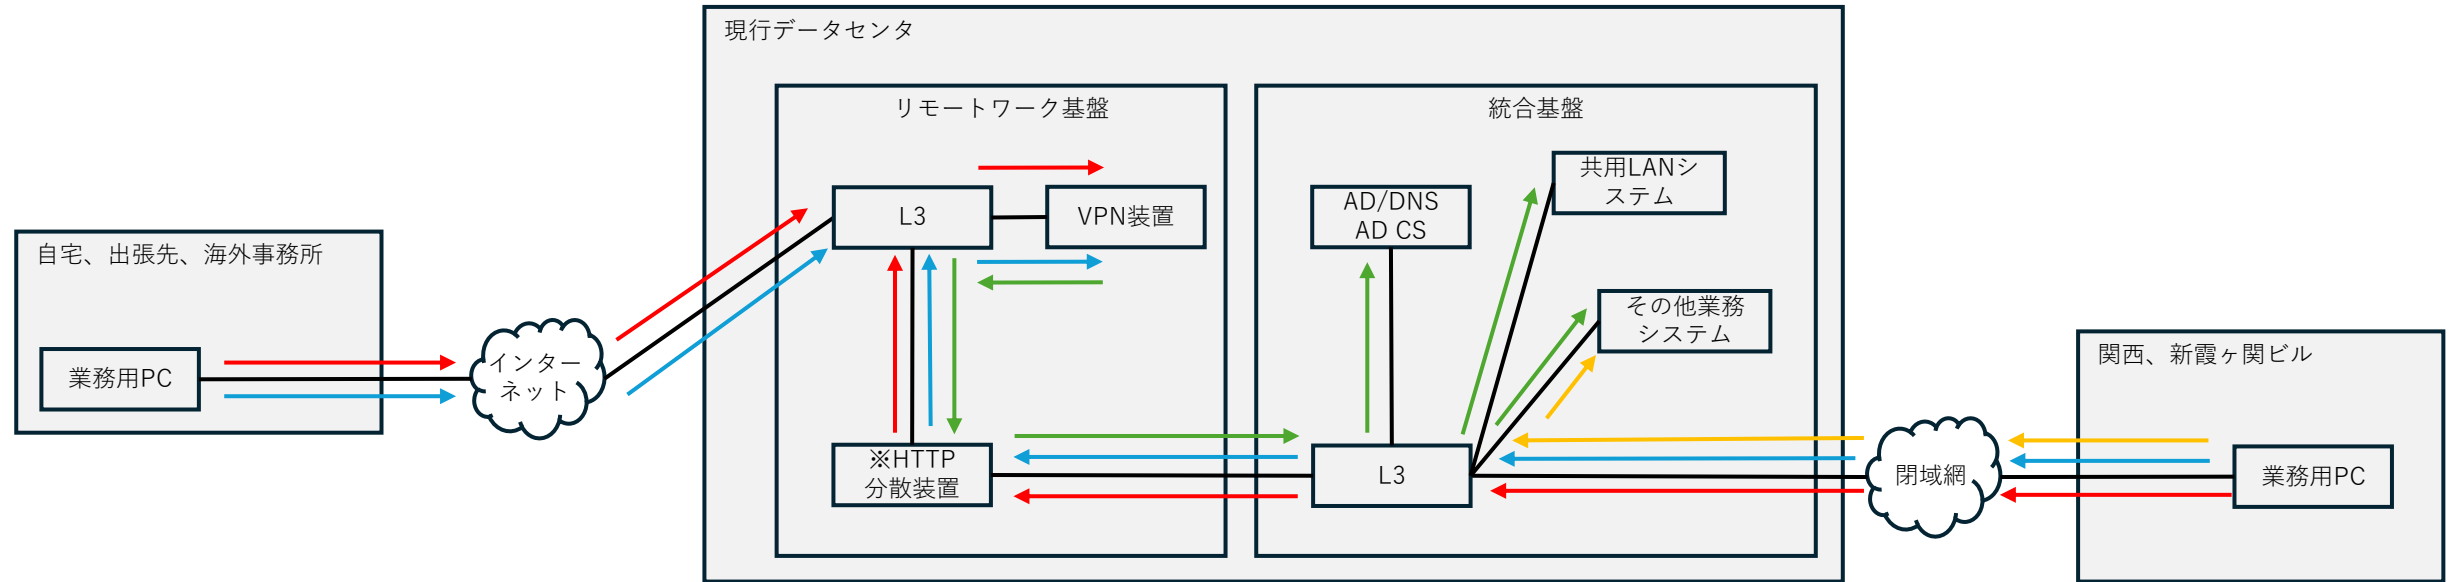 現行データセンタ
リモートワーク基盤
統合基盤
共用LANシ
ステム
L3
VPN装置
AD/DNS
AD CS
自宅、出張先、海外事務所
その他業務
システム
インター
ネット
業務用PC
関西、新霞ヶ関ビル
※HTTP
分散装置
L3
閉域網
業務用PC